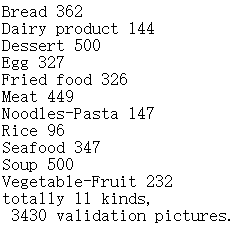 Bread 362
Dairy product 144
Dessert 500
Egg 327
Fried food 326
Meat 449
Noodles-Pasta 147
Rice 96
Seafood 347
Soup 500
Vegetable-Fruit 232
totally 11 kinds,
3430 validation pictures.